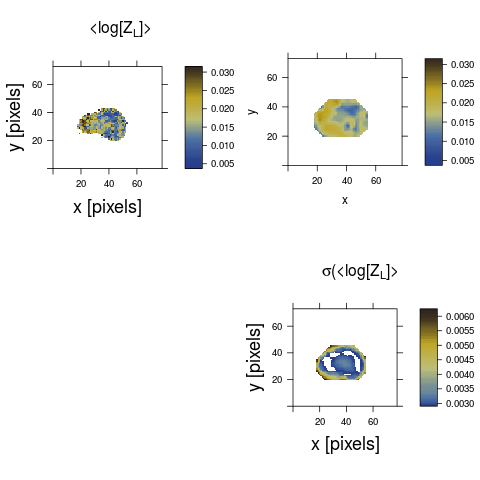 <log[Z_L]>
y [pixels]
60
40
20
20 40 60
x [pixels]
0.030
0.025
0.020
0.015
0.010
0.005
y
60
40
20
20 40 60
x
0.030
0.025
0.020
0.015
0.010
0.005
σ(<log[Z_L]>
y [pixels]
60
40
20
20 40 60
x [pixels]
0.0060
0.0055
0.0050
0.0045
0.0040
0.0035
0.0030